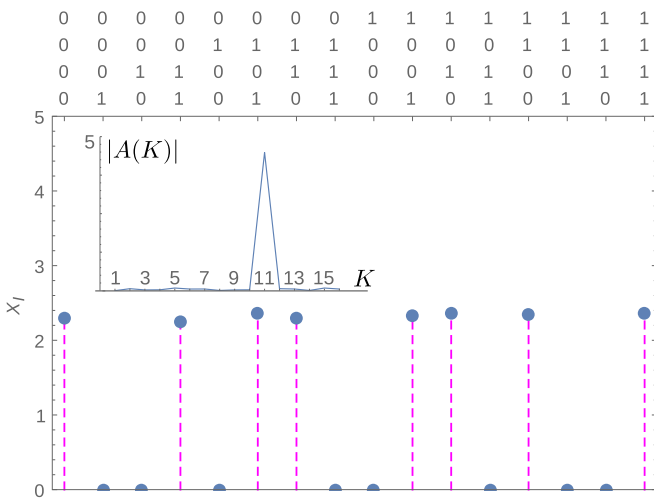 0 0 0 0 0 0 0 0 1 1 1 1 1 1 1 1
0 0 0 0 1 1 1 1 0 0 0 0 1 1 1 1
0 0 1 1 0 0 1 1 0 0 1 1 0 0 1 1
0 1 0 1 0 1 0 1 0 1 0 1 0 1 0 1
5
5 |A(K)|
4
3
1 3 5 7 9 11 13 15 K
x_I
2
1
0